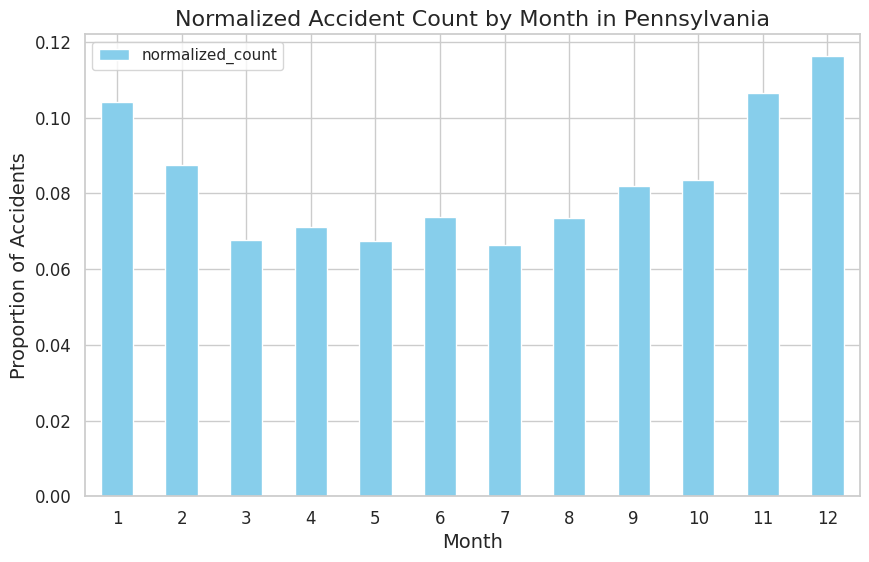 Normalized Accident Count by Month in Pennsylvania
normalized_count
0.12
0.10
0.08
0.06
0.04
0.02
0.00
Proportion of Accidents
1 2 3 4 5 6 7 8 9 10 11 12
Month